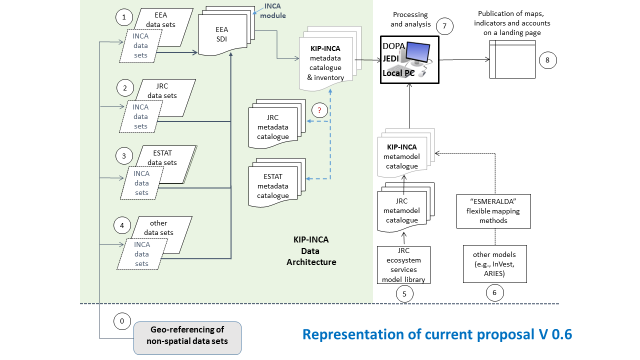 1
EEA
data sets
INCA
data
sets
EEA
SDI
INCA
module
KIP-INCA
metadata
catalogue
& inventory
Processing
and analysis
7
DOPA
JEDI
Local PC
Publication of maps,
indicators and accounts
on a landing page
8
2
JRC
data sets
INCA
data
sets
JRC
metadata
catalogue
?
3
ESTAT
data sets
INCA
data
sets
ESTAT
metadata
catalogue
4
other
data sets
INCA
data
sets
KIP-INCA
Data
Architecture
KIP-INCA
metamodel
catalogue
JRC
metamodel
catalogue
JRC
ecosystem
services
model library
5
"ESMERALDA"
flexible mapping
methods
other models
(e.g., InVest,
ARIES)
6
0
Geo-referencing of
non-spatial data sets
Representation of current proposal V 0.6